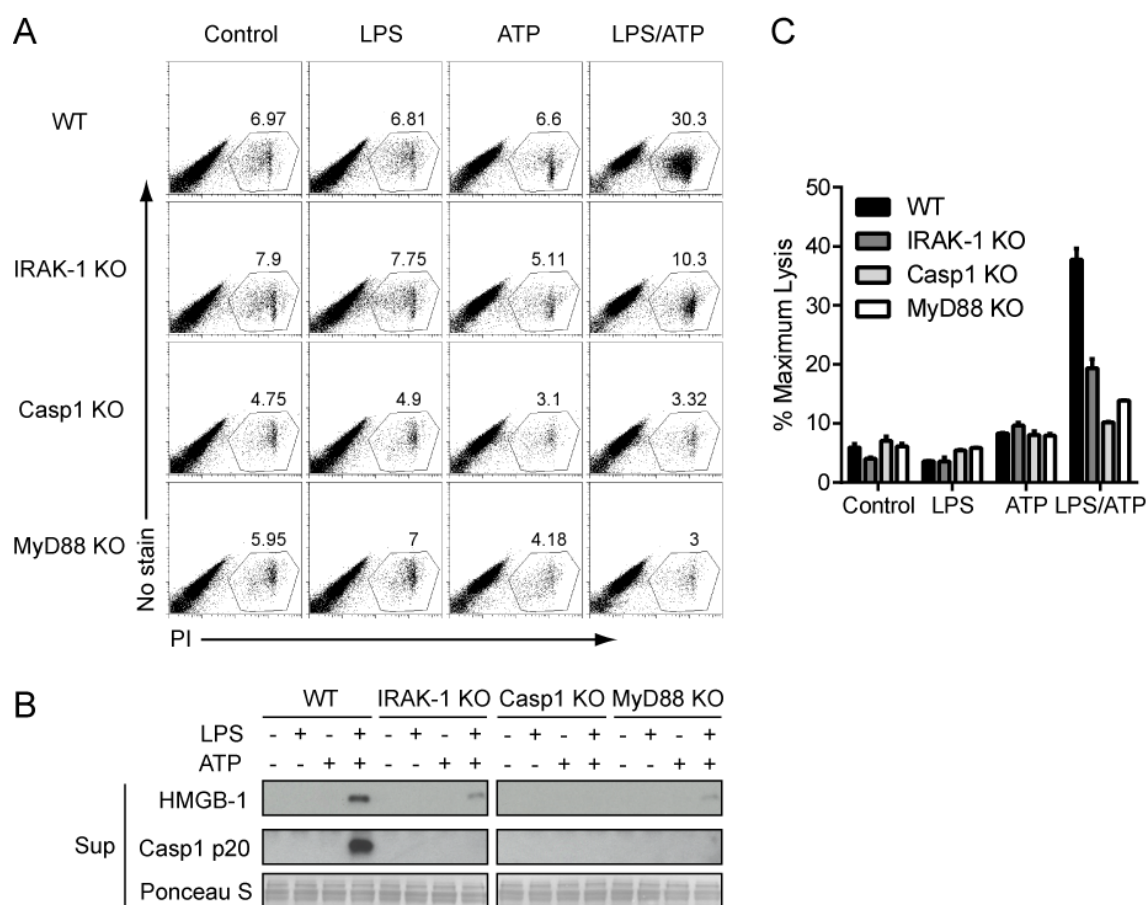 A
C
Control LPS ATP LPS/ATP
WT
6.97 6.81 6.6 30.3
IRAK-1 KO
7.9 7.75 5.11 10.3
Casp1 KO
4.75 4.9 3.1 3.32
MyD88 KO
5.95 7 4.18 3
No stain
PI
% Maximum Lysis
50
40
30
20
10
0
WT
IRAK-1 KO
Casp1 KO
MyD88 KO
Control LPS ATP LPS/ATP
B
WT IRAK-1 KO Casp1 KO MyD88 KO
LPS - + - + - + - + - + - + - + - +
ATP - - + + - - + + - - + + - - + +
HMGB-1
Sup
Casp1 p20
Ponceau S